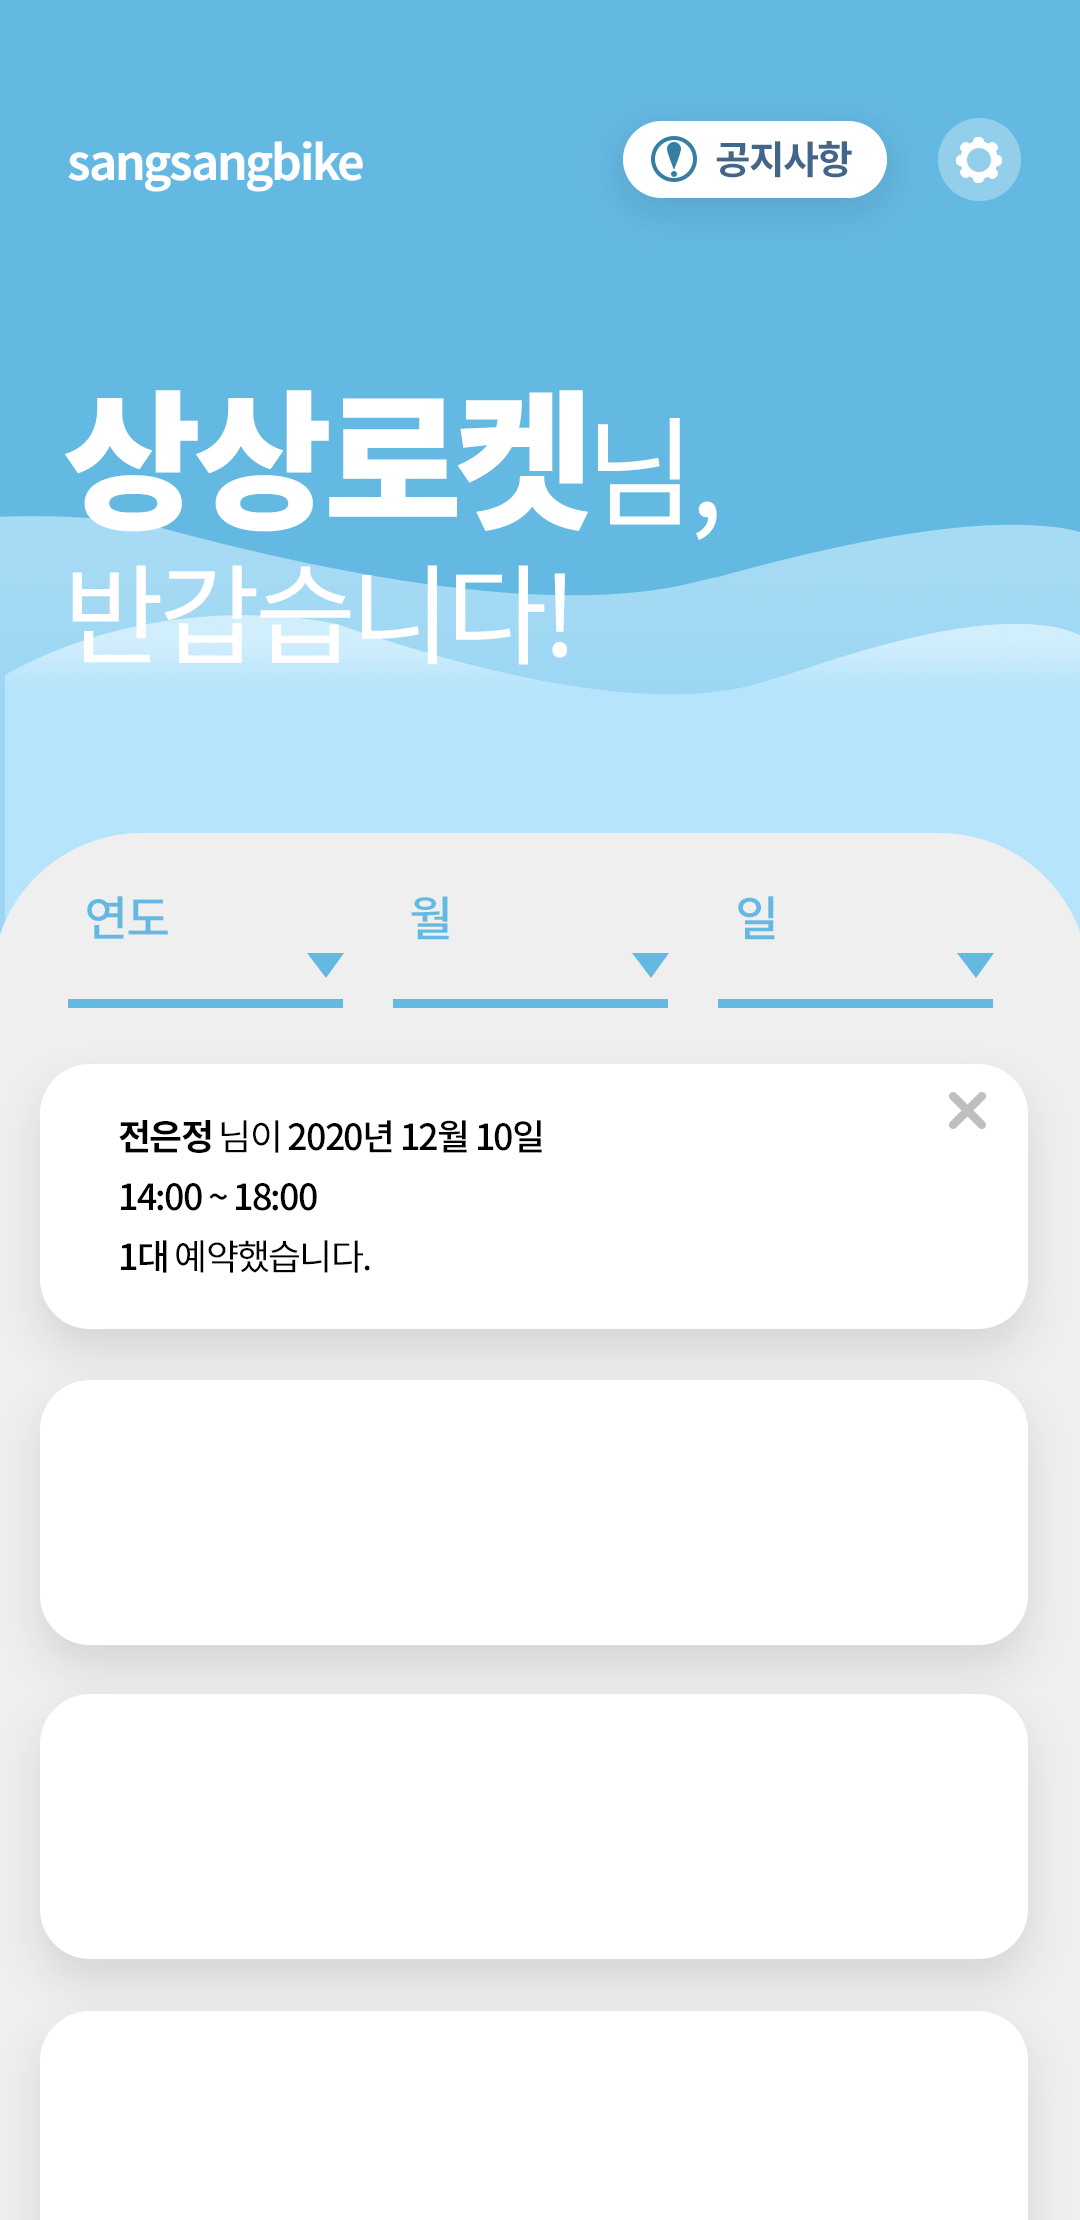 sangsangbike
공지사항
상상로켓님,
반갑습니다!
연도
월
일
전은정 님이 2020년 12월 10일
14:00 ~ 18:00
1대 예약했습니다.